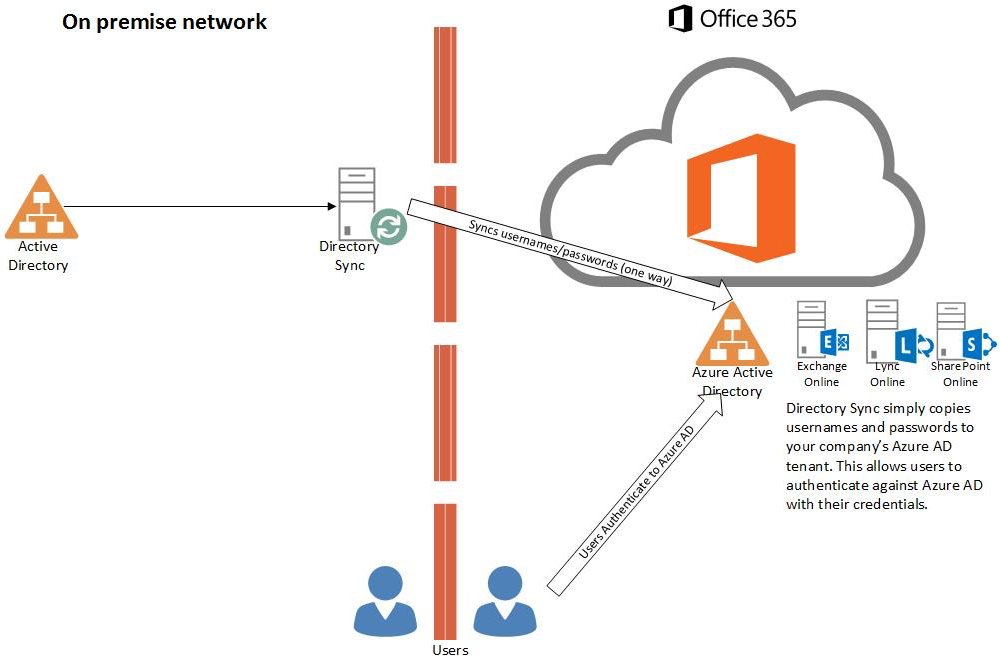 On premise network
Office 365
Active
Directory
Directory
Sync
Syncs usernames/passwords (one way)
Azure Active
Directory
E
Exchange
Online
L
Lync
Online
S
SharePoint
Online
Directory Sync simply copies
usernames and passwords to
your company’s Azure AD
tenant. This allows users to
authenticate against Azure AD
with their credentials.
Users Authenticate to Azure AD
Users